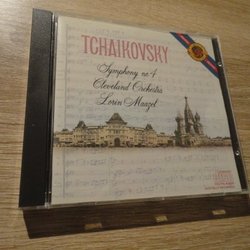 TCHAIKOVSKY
Symphony no 4
Cleveland Orchestra
Lorin Maazel